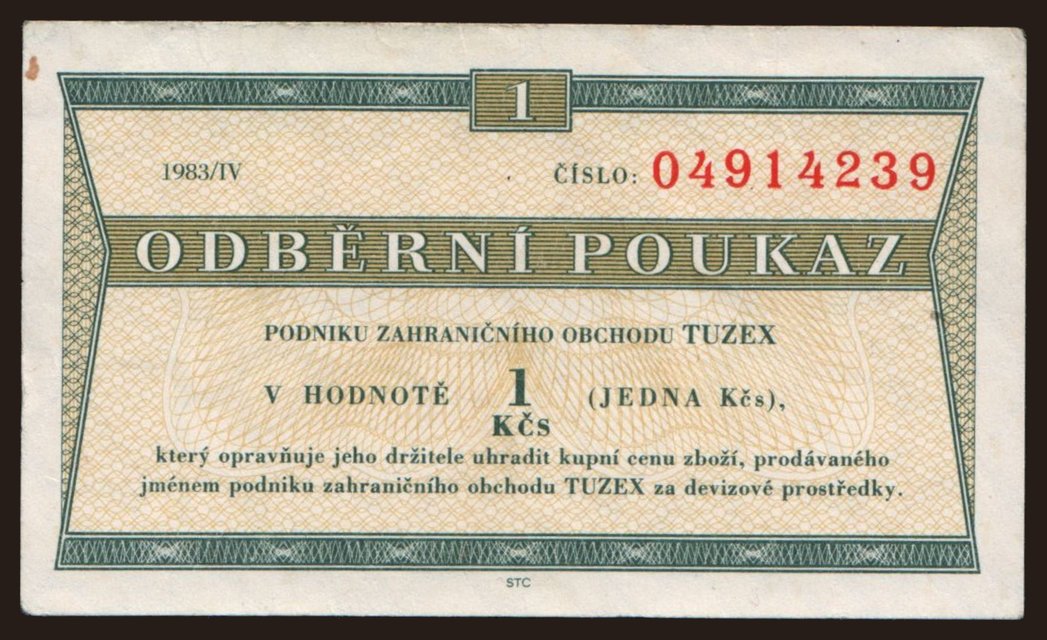 1
1983/IV ČÍSLO: 04914239
ODBĚRNÍ POUKAZ
PODNIKU ZAHRANIČNÍHO OBCHODU TUZEX
V HODNOTĚ 1 (JEDNA Kčs),
KČS
který opravňuje jeho držitele uhradit kupní cenu zboží, prodávaného
jménem podniku zahraničního obchodu TUZEX za devizové prostředky.
STC